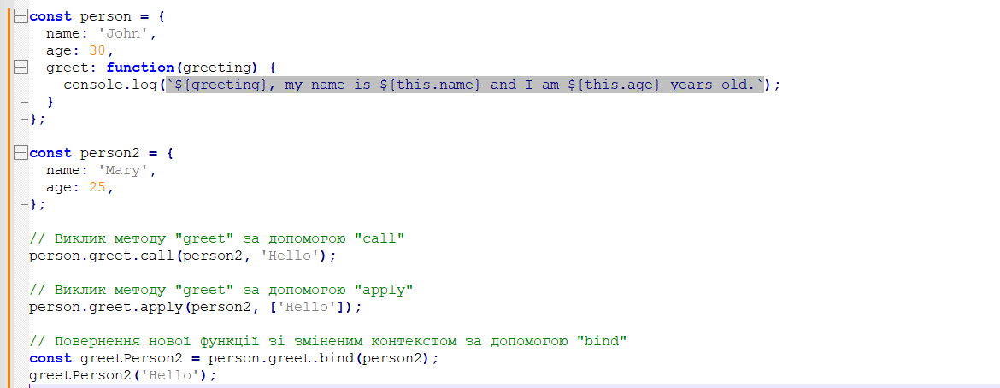 const person = {
  name: 'John',
  age: 30,
  greet: function(greeting) {
    console.log(`${greeting}, my name is ${this.name} and I am ${this.age} years old.`);
  }
};

const person2 = {
  name: 'Mary',
  age: 25,
};

// Виклик методу "greet" за допомогою "call"
person.greet.call(person2, 'Hello');

// Виклик методу "greet" за допомогою "apply"
person.greet.apply(person2, ['Hello']);

// Повернення нової функції зі зміненим контекстом за допомогою "bind"
const greetPerson2 = person.greet.bind(person2);
greetPerson2('Hello');